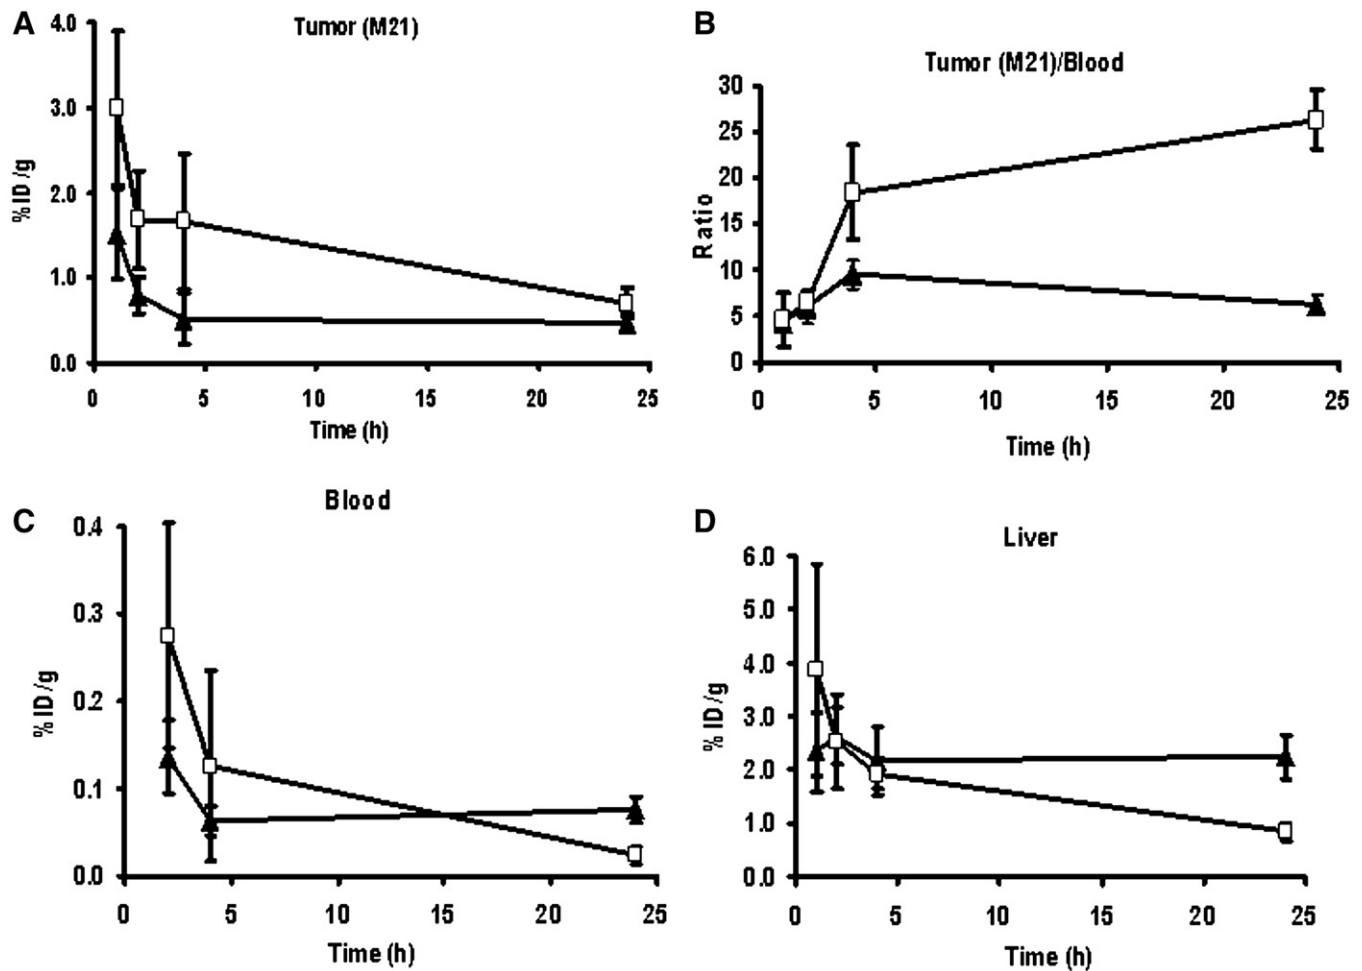 A
Tumor (M21)
4.0
3.0
2.0
1.0
0.0
% ID /g
0 5 10 15 20 25
Time (h)
B
Tumor (M21)/Blood
30
25
20
15
10
5
0
Ratio
0 5 10 15 20 25
Time (h)
C
Blood
0.4
0.3
0.2
0.1
0.0
% ID /g
0 5 10 15 20 25
Time (h)
D
Liver
6.0
5.0
4.0
3.0
2.0
1.0
0.0
% ID /g
0 5 10 15 20 25
Time (h)